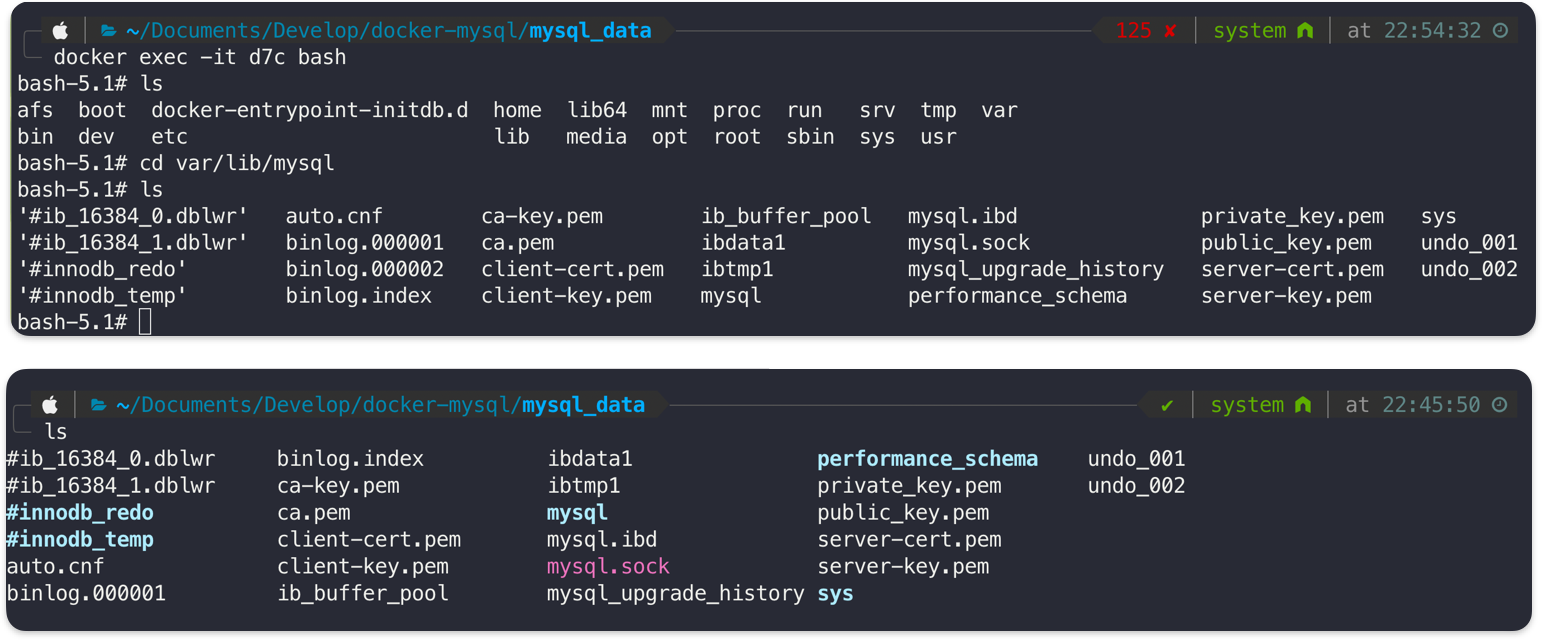 ~/Documents/Develop/docker-mysql/mysql_data 125 ✘ system at 22:54:32
docker exec -it d7c bash
bash-5.1# ls
afs boot docker-entrypoint-initdb.d home lib64 mnt proc run srv tmp var
bin dev etc lib media opt root sbin sys usr
bash-5.1# cd var/lib/mysql
bash-5.1# ls
'#ib_16384_0.dblwr' auto.cnf ca-key.pem ib_buffer_pool mysql.ibd private_key.pem sys
'#ib_16384_1.dblwr' binlog.000001 ca.pem ibdata1 mysql.sock public_key.pem undo_001
'#innodb_redo' binlog.000002 client-cert.pem ibtmp1 mysql_upgrade_history server-cert.pem undo_002
'#innodb_temp' binlog.index client-key.pem mysql performance_schema server-key.pem
bash-5.1#
~/Documents/Develop/docker-mysql/mysql_data ✔ system at 22:45:50
ls
#ib_16384_0.dblwr binlog.index ibdata1 performance_schema undo_001
#ib_16384_1.dblwr ca-key.pem ibtmp1 private_key.pem undo_002
#innodb_redo ca.pem mysql public_key.pem
#innodb_temp client-cert.pem mysql.ibd server-cert.pem
auto.cnf client-key.pem mysql.sock server-key.pem
binlog.000001 ib_buffer_pool mysql_upgrade_history sys